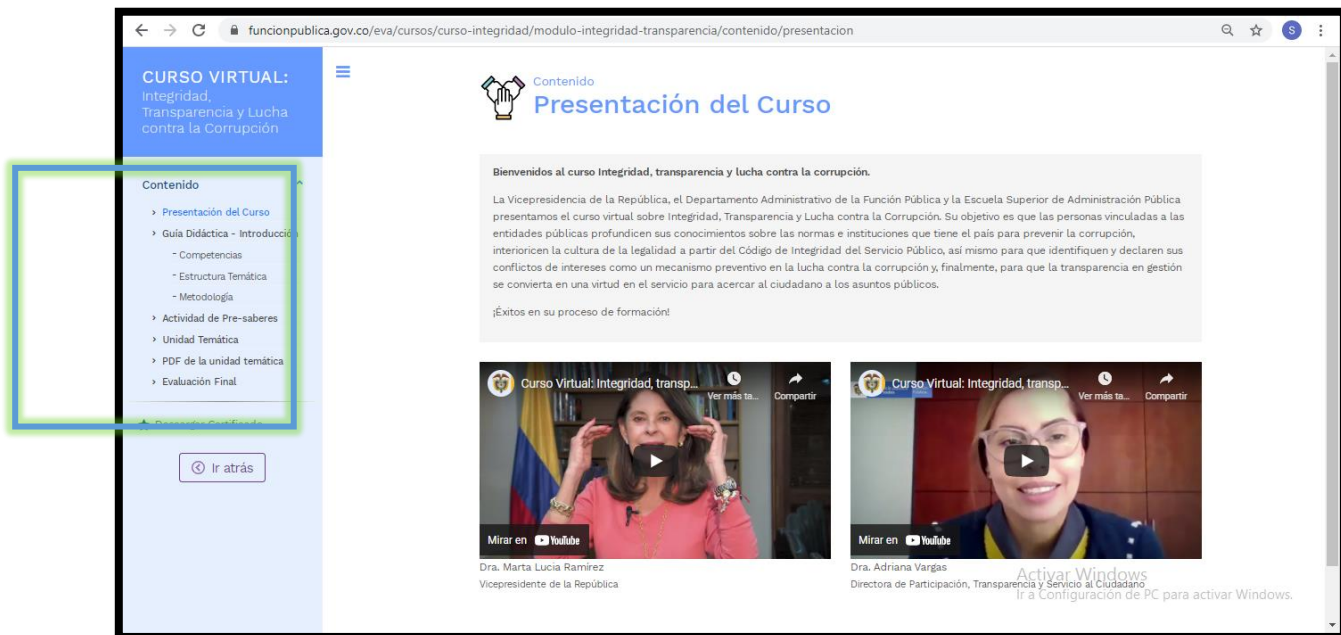 funcionpublica.gov.co/eva/cursos/curso-integridad/modulo-integridad-transparencia/contenido/presentacion
S
CURSO VIRTUAL:
Integridad,
Transparencia y Lucha
contra la Corrupción
Contenido
Presentación del Curso
Guía Didáctica - Introducción
- Competencias
- Estructura Temática
- Metodología
Actividad de Pre-saberes
Unidad Temática
PDF de la unidad temática
Evaluación Final
Descargar Certificado
Ir atrás
Contenido
Presentación del Curso
Bienvenidos al curso Integridad, transparencia y lucha contra la corrupción.
La Vicepresidencia de la República, el Departamento Administrativo de la Función Pública y la Escuela Superior de Administración Pública
presentamos el curso virtual sobre Integridad, Transparencia y Lucha contra la Corrupción. Su objetivo es que las personas vinculadas a las
entidades públicas profundicen sus conocimientos sobre las normas e instituciones que tiene el país para prevenir la corrupción,
interioricen la cultura de la legalidad a partir del Código de Integridad del Servicio Público, así mismo para que identifiquen y declaren sus
conflictos de intereses como un mecanismo preventivo en la lucha contra la corrupción y, finalmente, para que la transparencia en gestión
se convierta en una virtud en el servicio para acercar al ciudadano a los asuntos públicos.
¡Éxitos en su proceso de formación!
Curso Virtual: Integridad, transp...
Ver más ta...
Compartir
Mirar en YouTube
Dra. Marta Lucia Ramírez
Vicepresidente de la República
Curso Virtual: Integridad, transp...
Ver más ta...
Compartir
Mirar en YouTube
Dra. Adriana Vargas
Directora de Participación, Transparencia y Servicio al Ciudadano
Activar Windows
Ir a Configuración de PC para activar Windows.